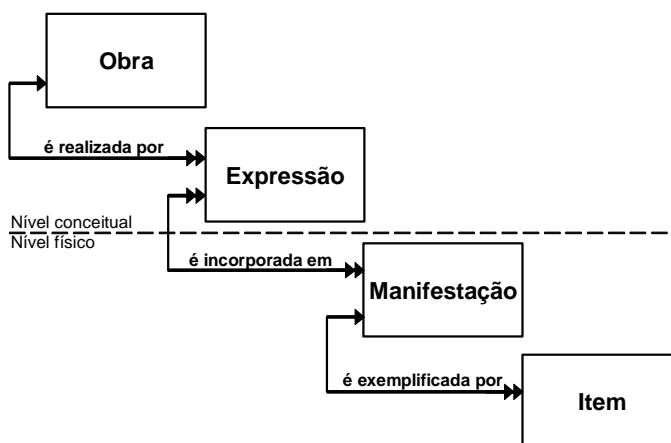 Obra
é realizada por
Expressão
Nível conceitual
Nível físico
é incorporada em
Manifestação
é exemplificada por
Item